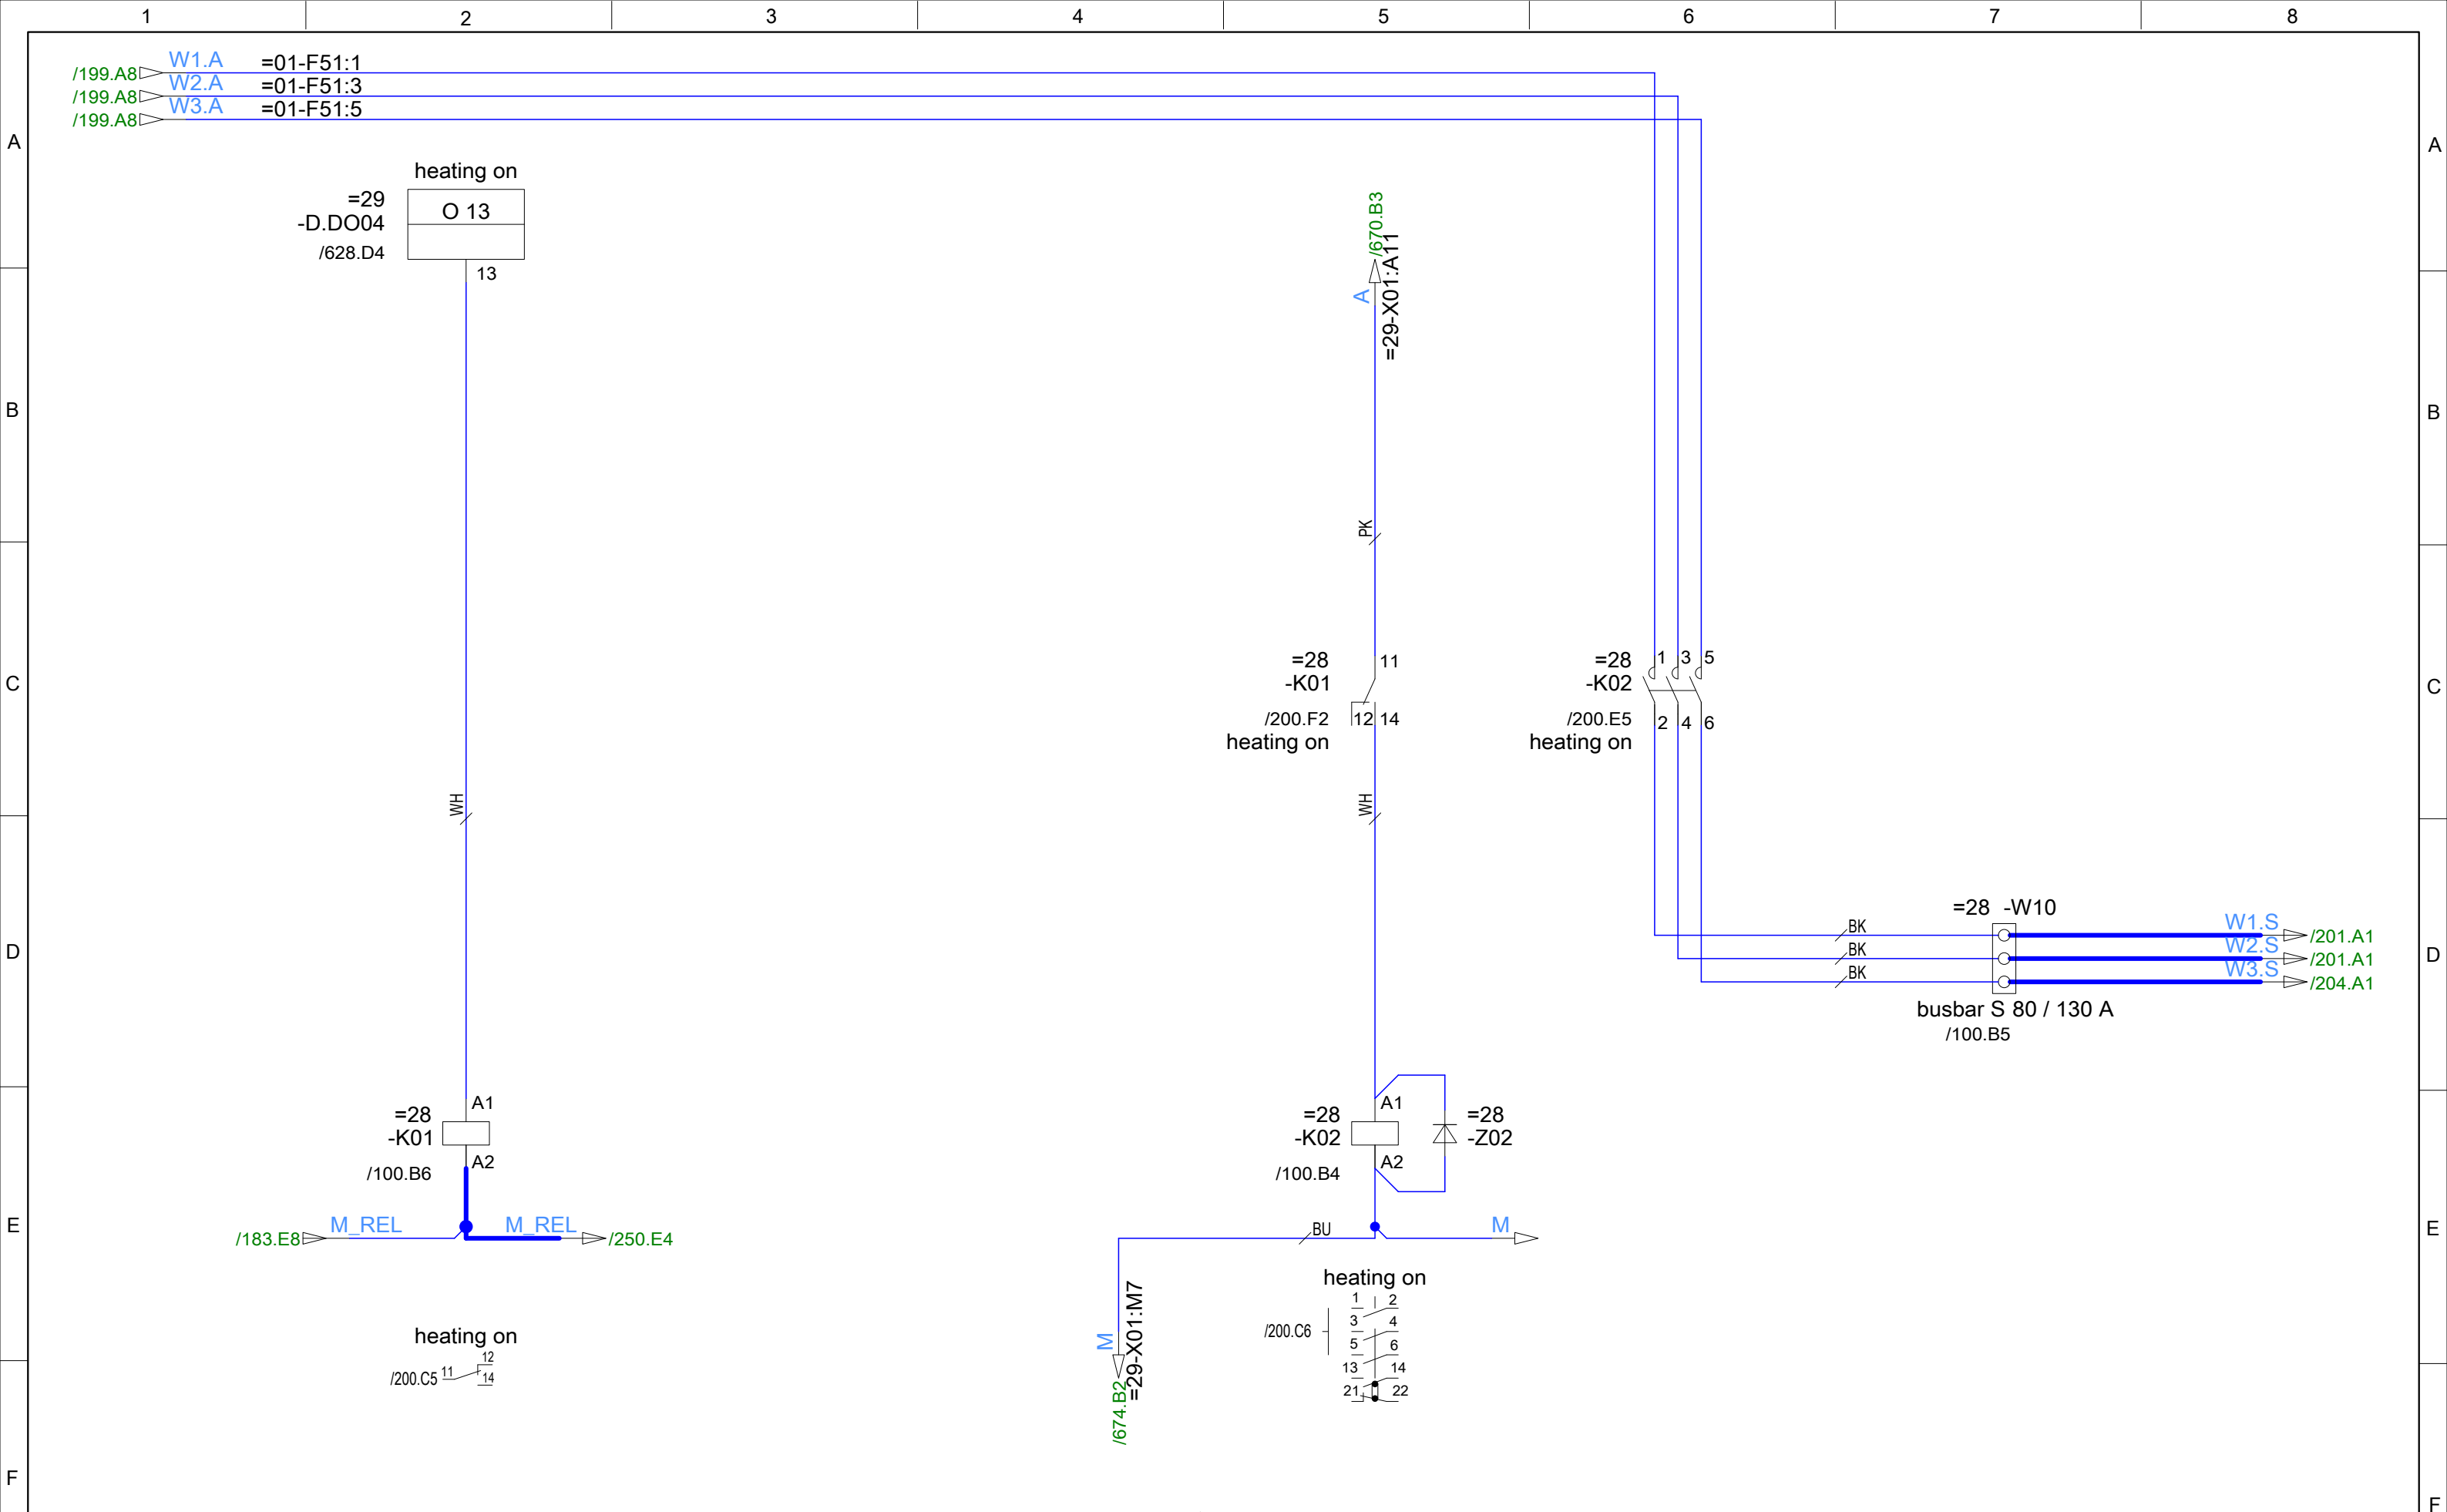 1 2 3 4 5 6 7 8
/199.A8 W1.A =01-F51:1
/199.A8 W2.A =01-F51:3
/199.A8 W3.A =01-F51:5
A A
heating on
=29
-D.DO04
/628.D4
O 13
13
/670.B3
A
=29-X01:A11
B B
PK
C C
=28
-K01
/200.F2
heating on
11
12 14
=28
-K02
/200.E5
heating on
1 3 5
2 4 6
WH
WH
D D
BK
BK
BK
=28 -W10
busbar S 80 / 130 A
/100.B5
W1.S /201.A1
W2.S /201.A1
W3.S /204.A1
=28
-K01
/100.B6
A1
A2
=28
-K02
/100.B4
A1
A2
=28
-Z02
E E
/183.E8 M_REL M_REL /250.E4
BU
M
heating on
/200.C5 11 12
14
M
=29-X01:M7
/674.B2
heating on
/200.C6
1 2
3 4
5 6
13 14
21 22
F F